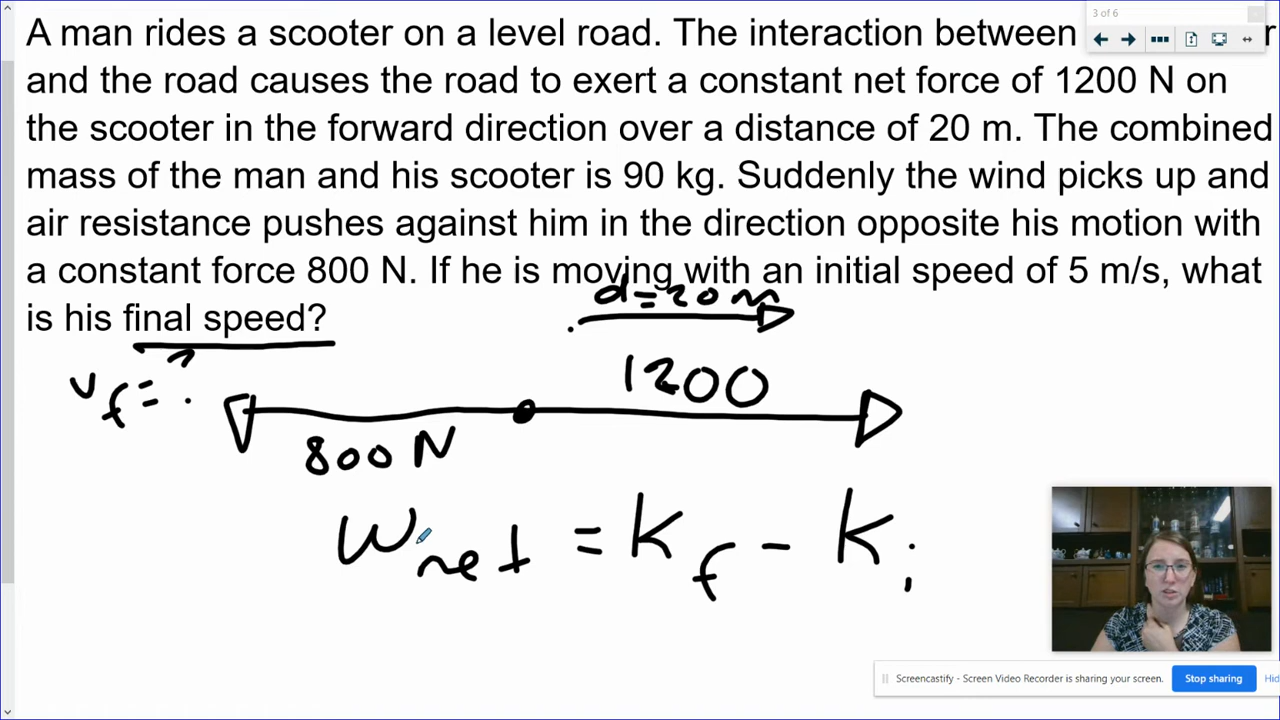 3 of 6
A man rides a scooter on a level road. The interaction between r
and the road causes the road to exert a constant net force of 1200 N on
the scooter in the forward direction over a distance of 20 m. The combined
mass of the man and his scooter is 90 kg. Suddenly the wind picks up and
air resistance pushes against him in the direction opposite his motion with
a constant force 800 N. If he is moving with an initial speed of 5 m/s, what
d=20m
is his final speed?
1200
vf=?
800 N
Wnet = Kf - Ki
Screencastify - Screen Video Recorder is sharing your screen. Stop sharing Hid